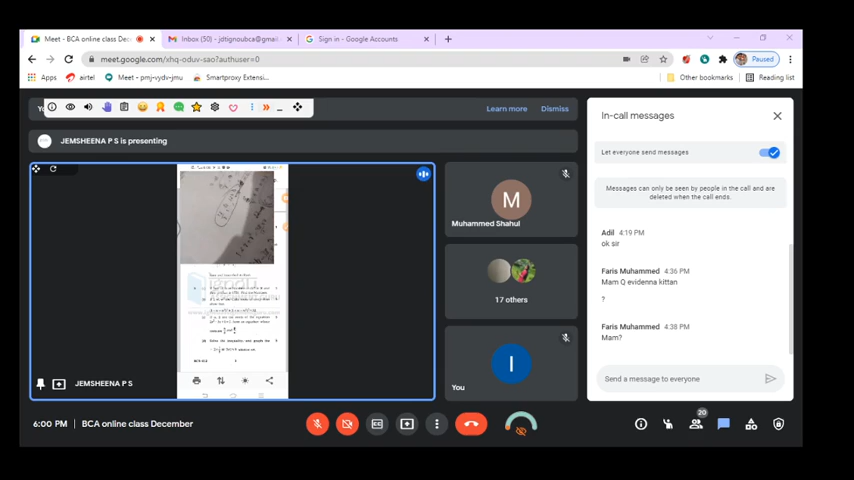 Meet - BCA online class Dec
Inbox (50) - jdtignoubca@gma
Sign in - Google Accounts
meet.google.com/xhq-oduv-sao?authuser=0
Paused
Apps
airtel
Meet - pmj-vydv-jmu
Smartproxy Extensi...
Other bookmarks
Reading list
Learn more
Dismiss
JEMSHEENA P S is presenting
JEMSHEENA P S
M
Muhammed Shahul
17 others
I
You
In-call messages
Let everyone send messages
Messages can only be seen by people in the call and are
deleted when the call ends.
Adil 4:19 PM
ok sir
Faris Muhammed 4:36 PM
Mam Q evidenna kittan
?
Faris Muhammed 4:38 PM
Mam?
Send a message to everyone
6:00 PM
BCA online class December
20